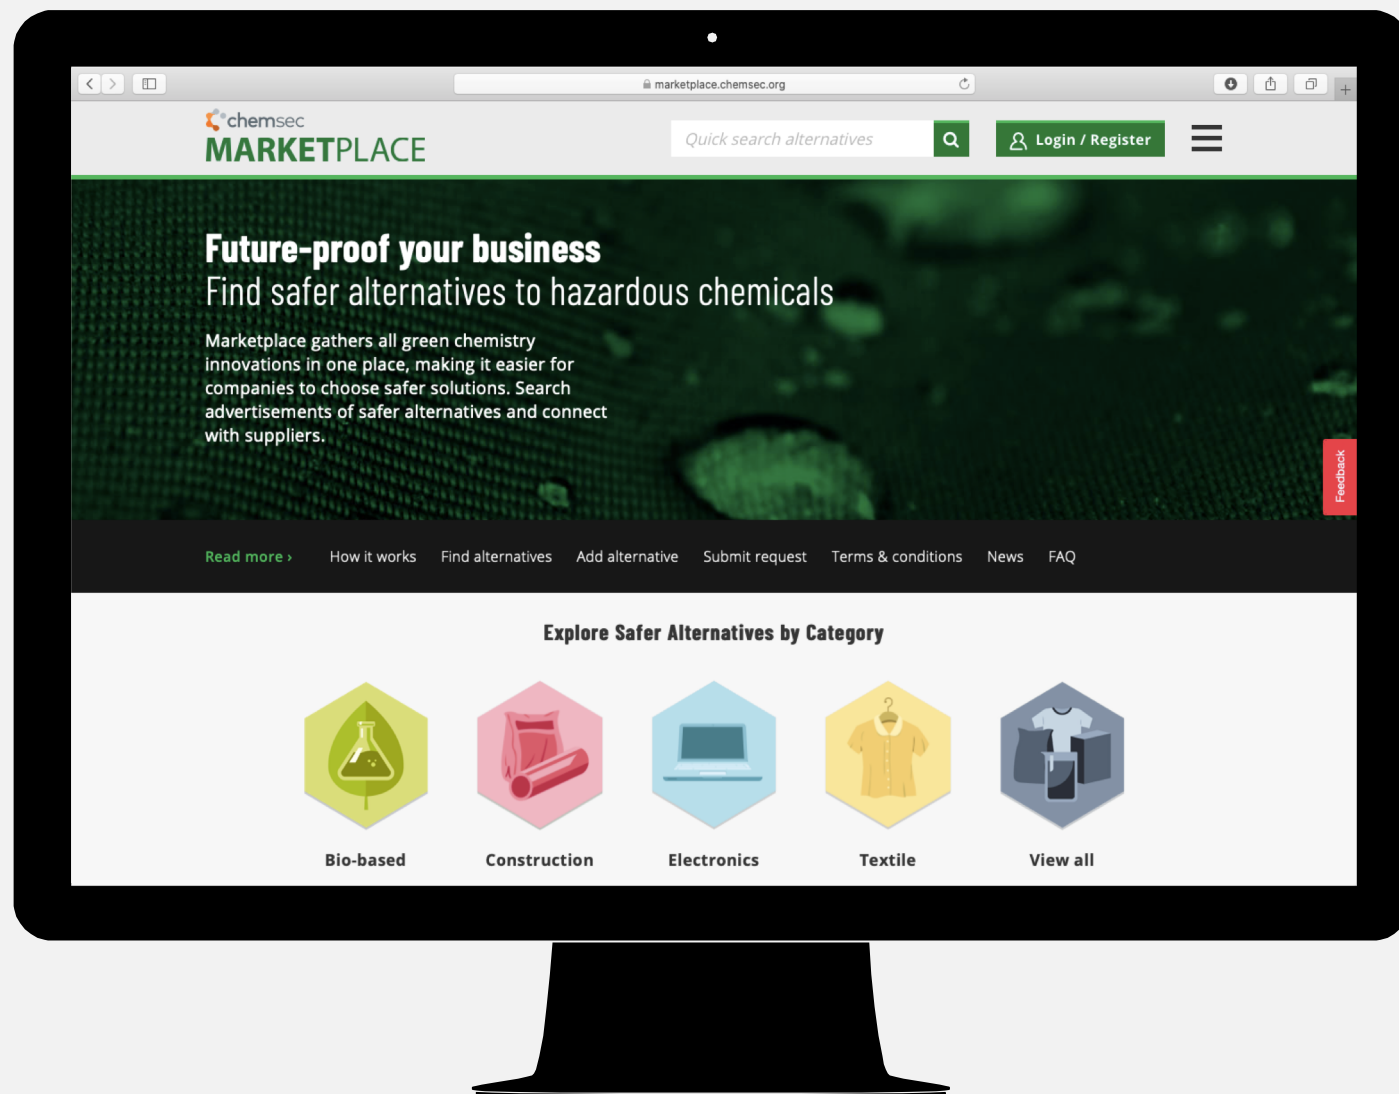 marketplace.chemsec.org
chemsec
MARKETPLACE
Quick search alternatives
Login / Register
Future-proof your business
Find safer alternatives to hazardous chemicals
Marketplace gathers all green chemistry
innovations in one place, making it easier for
companies to choose safer solutions. Search
advertisements of safer alternatives and connect
with suppliers.
Feedback
Read more › How it works Find alternatives Add alternative Submit request Terms & conditions News FAQ
Explore Safer Alternatives by Category
Bio-based Construction Electronics Textile View all